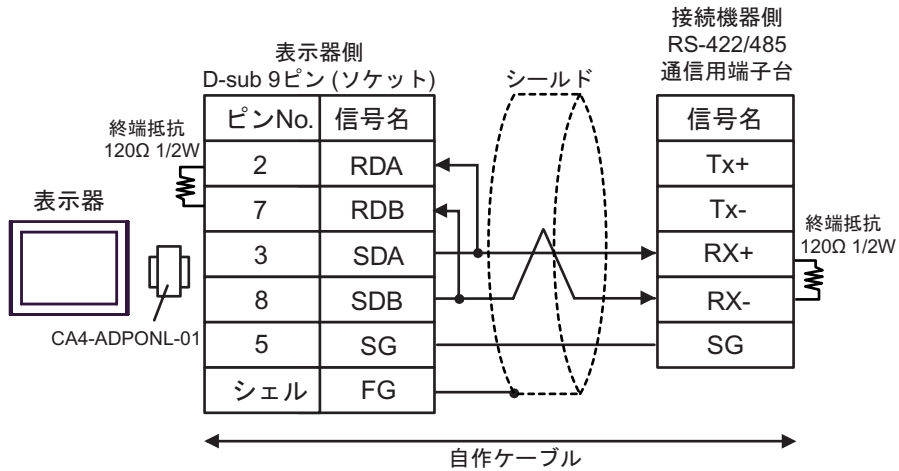 接続機器側
RS-422/485
通信用端子台
表示器側
D-sub 9ピン (ソケット)
シールド
ピンNo. 信号名
信号名
終端抵抗
120Ω 1/2W
2 RDA
Tx+
表示器
7 RDB
Tx-
終端抵抗
120Ω 1/2W
3 SDA
RX+
8 SDB
RX-
CA4-ADPONL-01
5 SG
SG
シェル FG
自作ケーブル